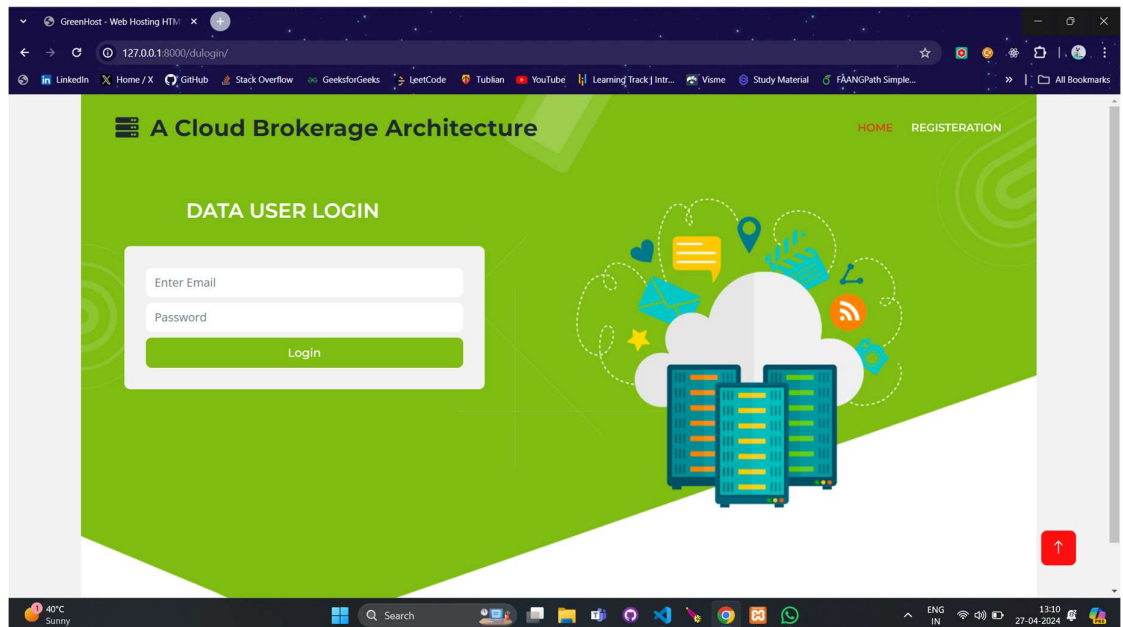 GreenHost - Web Hosting HTM
127.0.0.1:8000/dulogin/
LinkedIn Home / X GitHub Stack Overflow GeeksforGeeks LeetCode Tublian YouTube Learning Track | Intr... Visme Study Material FAANGPath Simple... » All Bookmarks
A Cloud Brokerage Architecture
HOME REGISTERATION
DATA USER LOGIN
Enter Email
Password
Login
1
40°C
Sunny
Search
ENG
IN
13:10
27-04-2024
PRE